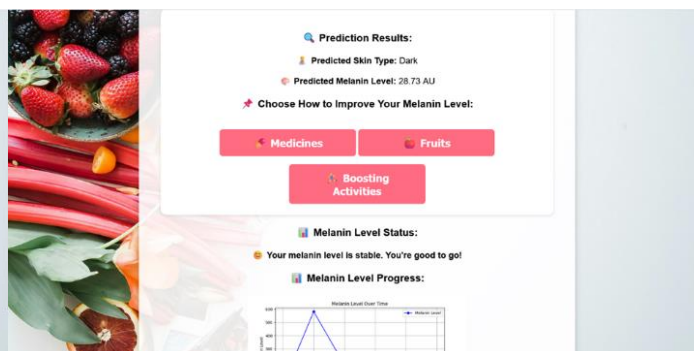 Prediction Results:
Predicted Skin Type: Dark
Predicted Melanin Level: 28.73 AU
Choose How to Improve Your Melanin Level:
Medicines
Fruits
Boosting
Activities
Melanin Level Status:
Your melanin level is stable. You're good to go!
Melanin Level Progress:
Melanin Level Over Time
Melanin Level